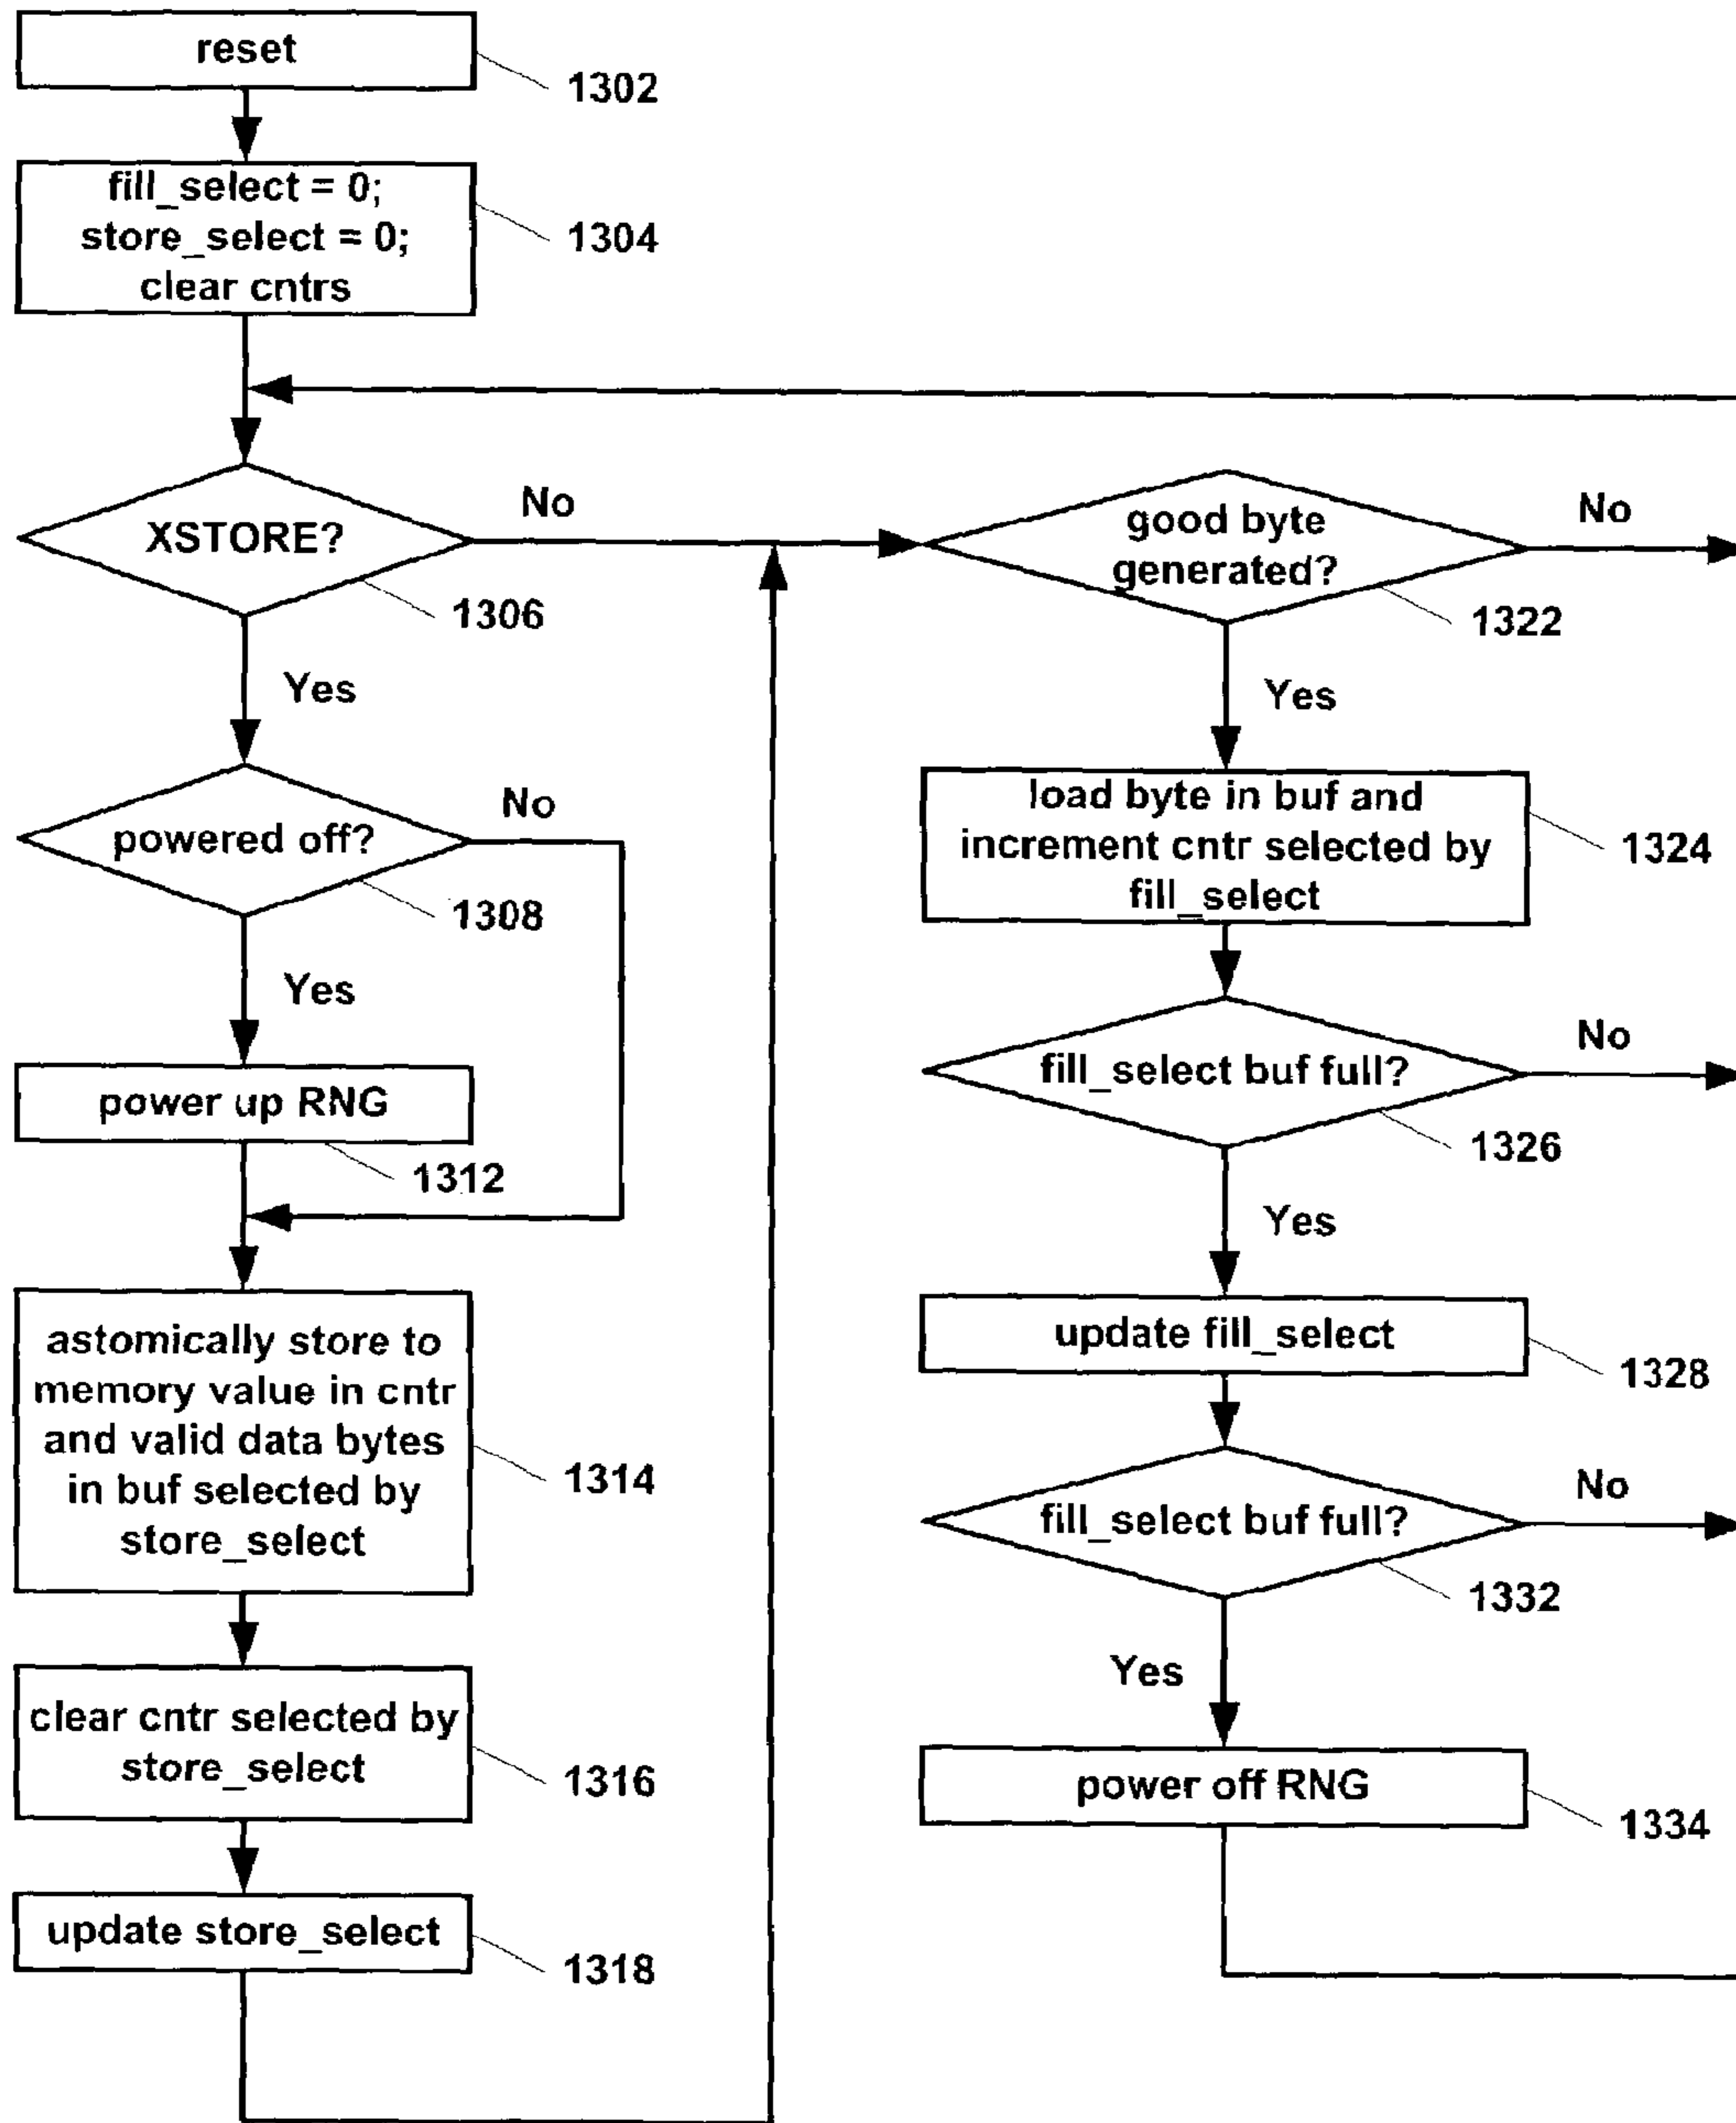 reset
1302
fill_select = 0;
store_select = 0;
clear cntrs
1304
XSTORE?
1306
No
Yes
powered off?
1308
No
Yes
power up RNG
1312
astomically store to
memory value in cntr
and valid data bytes
in buf selected by
store_select
1314
clear cntr selected by
store_select
1316
update store_select
1318
good byte
generated?
1322
No
Yes
load byte in buf and
increment cntr selected by
fill_select
1324
fill_select buf full?
1326
No
Yes
update fill_select
1328
fill_select buf full?
1332
No
Yes
power off RNG
1334